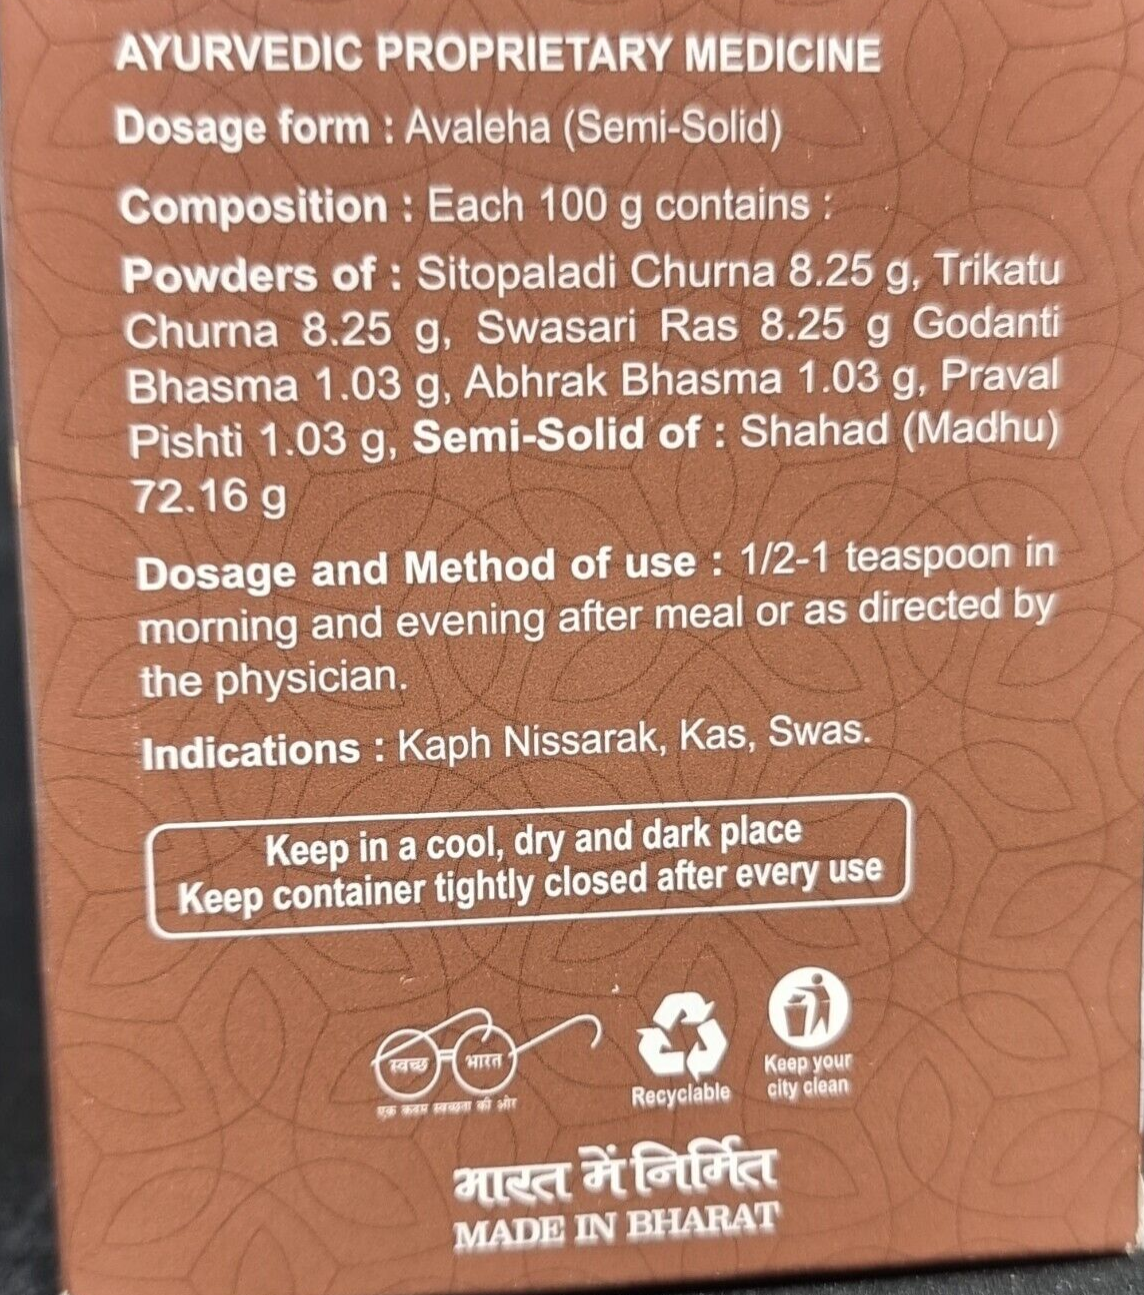 AYURVEDIC PROPRIETARY MEDICINE
Dosage form : Avaleha (Semi-Solid)
Composition : Each 100 g contains :
Powders of : Sitopaladi Churna 8.25 g, Trikatu
Churna 8.25 g, Swasari Ras 8.25 g Godanti
Bhasma 1.03 g, Abhrak Bhasma 1.03 g, Praval
Pishti 1.03 g, Semi-Solid of : Shahad (Madhu)
72.16 g
Dosage and Method of use : 1/2-1 teaspoon in
morning and evening after meal or as directed by
the physician.
Indications : Kaph Nissarak, Kas, Swas.
Keep in a cool, dry and dark place
Keep container tightly closed after every use
स्वच्छ भारत
एक कदम स्वच्छता की ओर
Recyclable
Keep your
city clean
भारत में निर्मित
MADE IN BHARAT